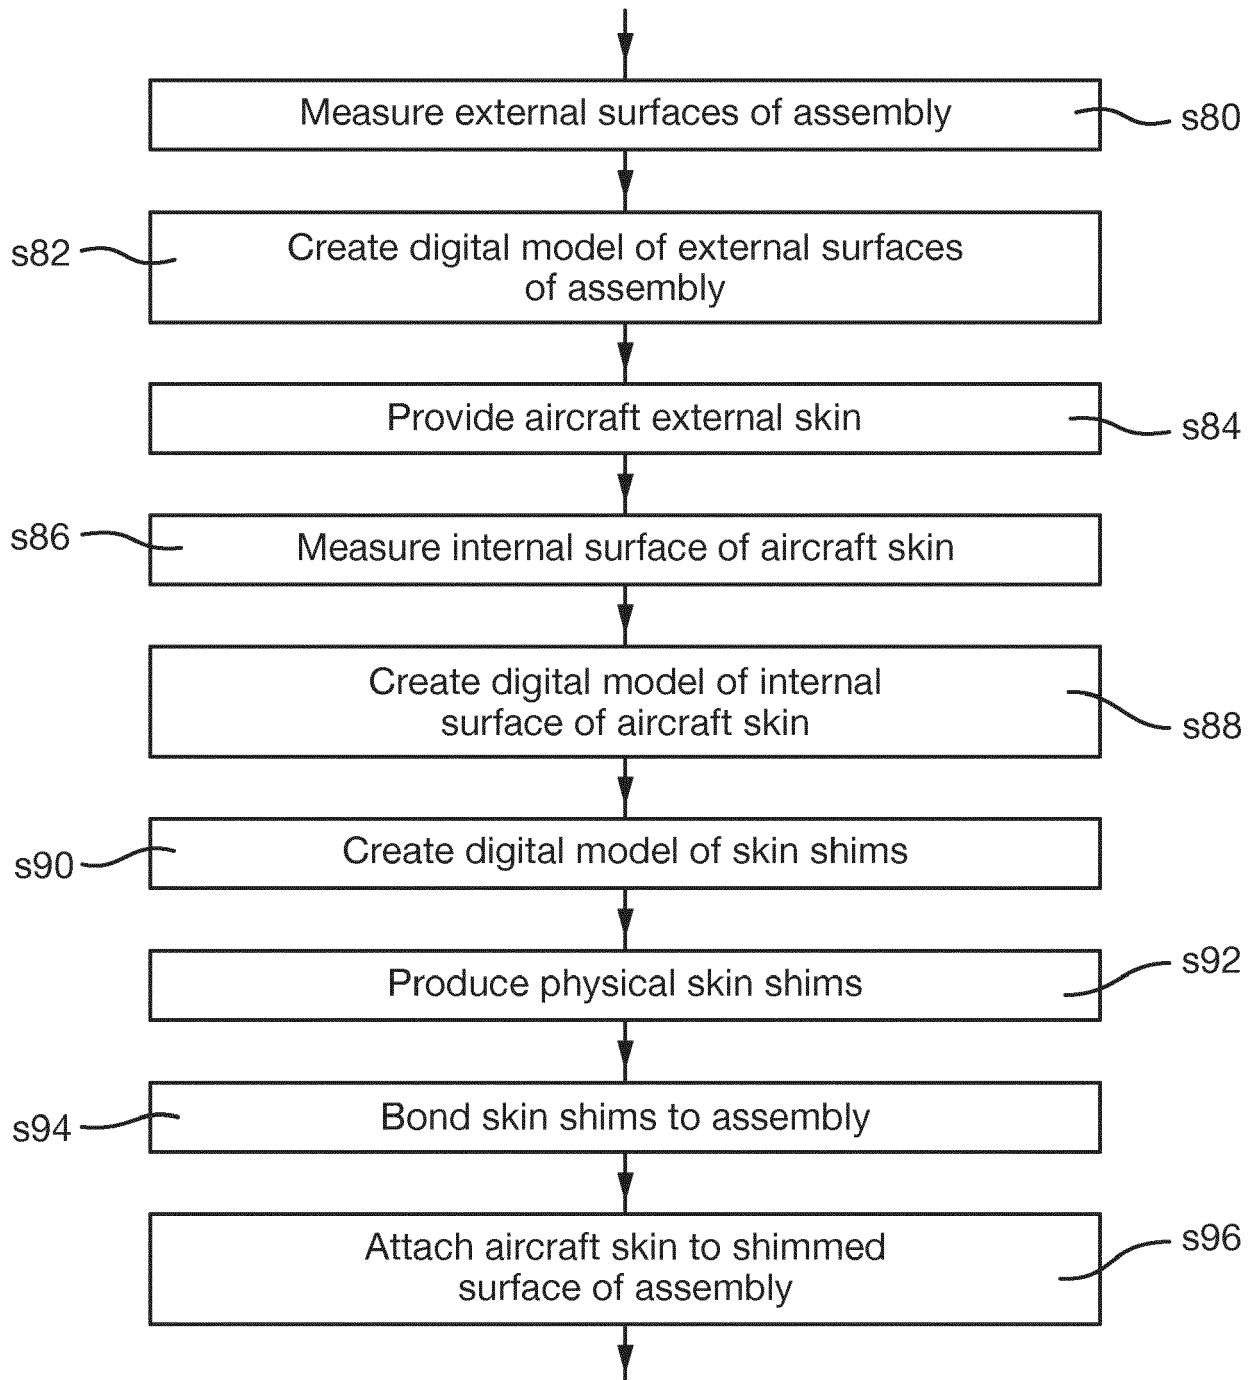 Measure external surfaces of assembly
s80
s82
Create digital model of external surfaces
of assembly
Provide aircraft external skin
s84
s86
Measure internal surface of aircraft skin
Create digital model of internal
surface of aircraft skin
s88
s90
Create digital model of skin shims
Produce physical skin shims
s92
s94
Bond skin shims to assembly
Attach aircraft skin to shimmed
surface of assembly
s96